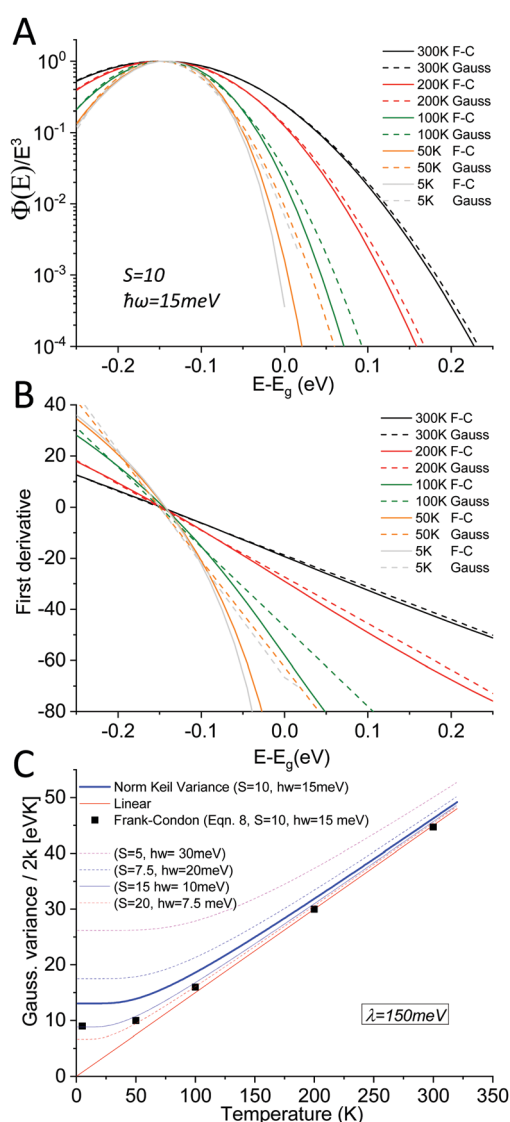 A
Φ(E)/E³
10⁰
10⁻¹
10⁻²
10⁻³
10⁻⁴
300K F-C
300K Gauss
200K F-C
200K Gauss
100K F-C
100K Gauss
50K F-C
50K Gauss
5K F-C
5K Gauss
S=10
ħω=15meV
-0.2 -0.1 0.0 0.1 0.2
E-Eg (eV)
B
First derivative
40
20
0
-20
-40
-60
-80
300K F-C
300K Gauss
200K F-C
200K Gauss
100K F-C
100K Gauss
50K F-C
50K Gauss
5K F-C
5K Gauss
-0.2 -0.1 0.0 0.1 0.2
E-Eg(eV)
C
Gauss. variance / 2k [eVK]
50
40
30
20
10
0
Norm Keil Variance (S=10, hw=15meV)
Linear
Frank-Condon (Eqn. 8, S=10, hw=15 meV)
(S=5, hw= 30meV)
(S=7.5, hw=20meV)
(S=15 hw= 10meV)
(S=20, hw=7.5 meV)
λ=150meV
0 50 100 150 200 250 300 350
Temperature (K)